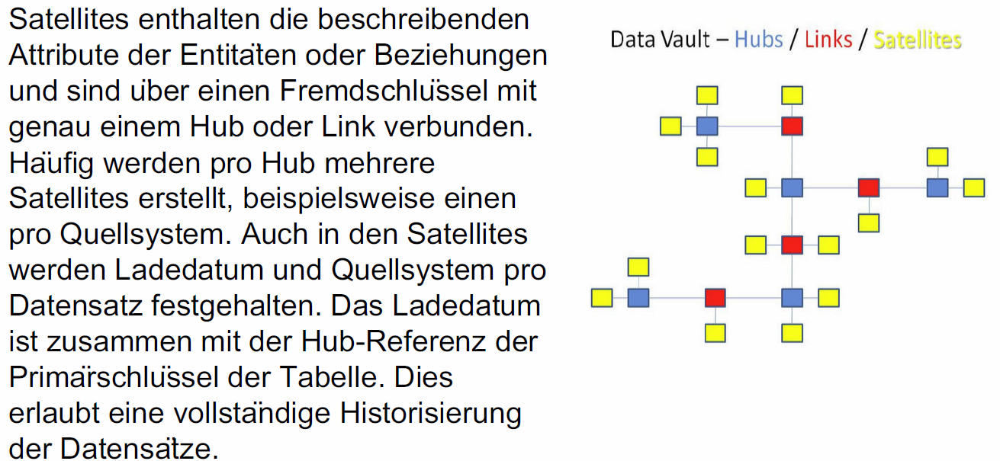 Satellites enthalten die beschreibenden
Attribute der Entitäten oder Beziehungen
und sind über einen Fremdschlüssel mit
genau einem Hub oder Link verbunden.
Häufig werden pro Hub mehrere
Satellites erstellt, beispielsweise einen
pro Quellsystem. Auch in den Satellites
werden Ladedatum und Quellsystem pro
Datensatz festgehalten. Das Ladedatum
ist zusammen mit der Hub-Referenz der
Primärschlüssel der Tabelle. Dies
erlaubt eine vollständige Historisierung
der Datensätze.
Data Vault – Hubs / Links / Satellites